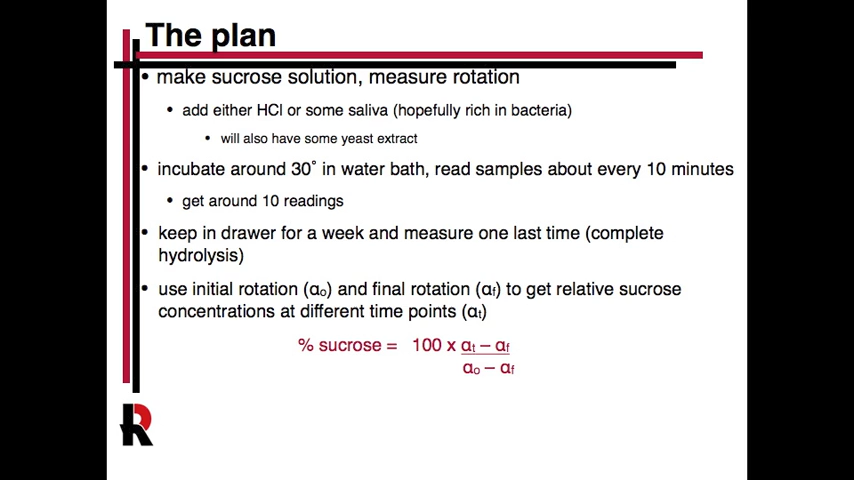 The plan
• make sucrose solution, measure rotation
• add either HCl or some saliva (hopefully rich in bacteria)
• will also have some yeast extract
• incubate around 30˚ in water bath, read samples about every 10 minutes
• get around 10 readings
• keep in drawer for a week and measure one last time (complete
hydrolysis)
• use initial rotation (αₒ) and final rotation (αf) to get relative sucrose
concentrations at different time points (αt)
% sucrose = 100 x αt – αf
αₒ – αf
R